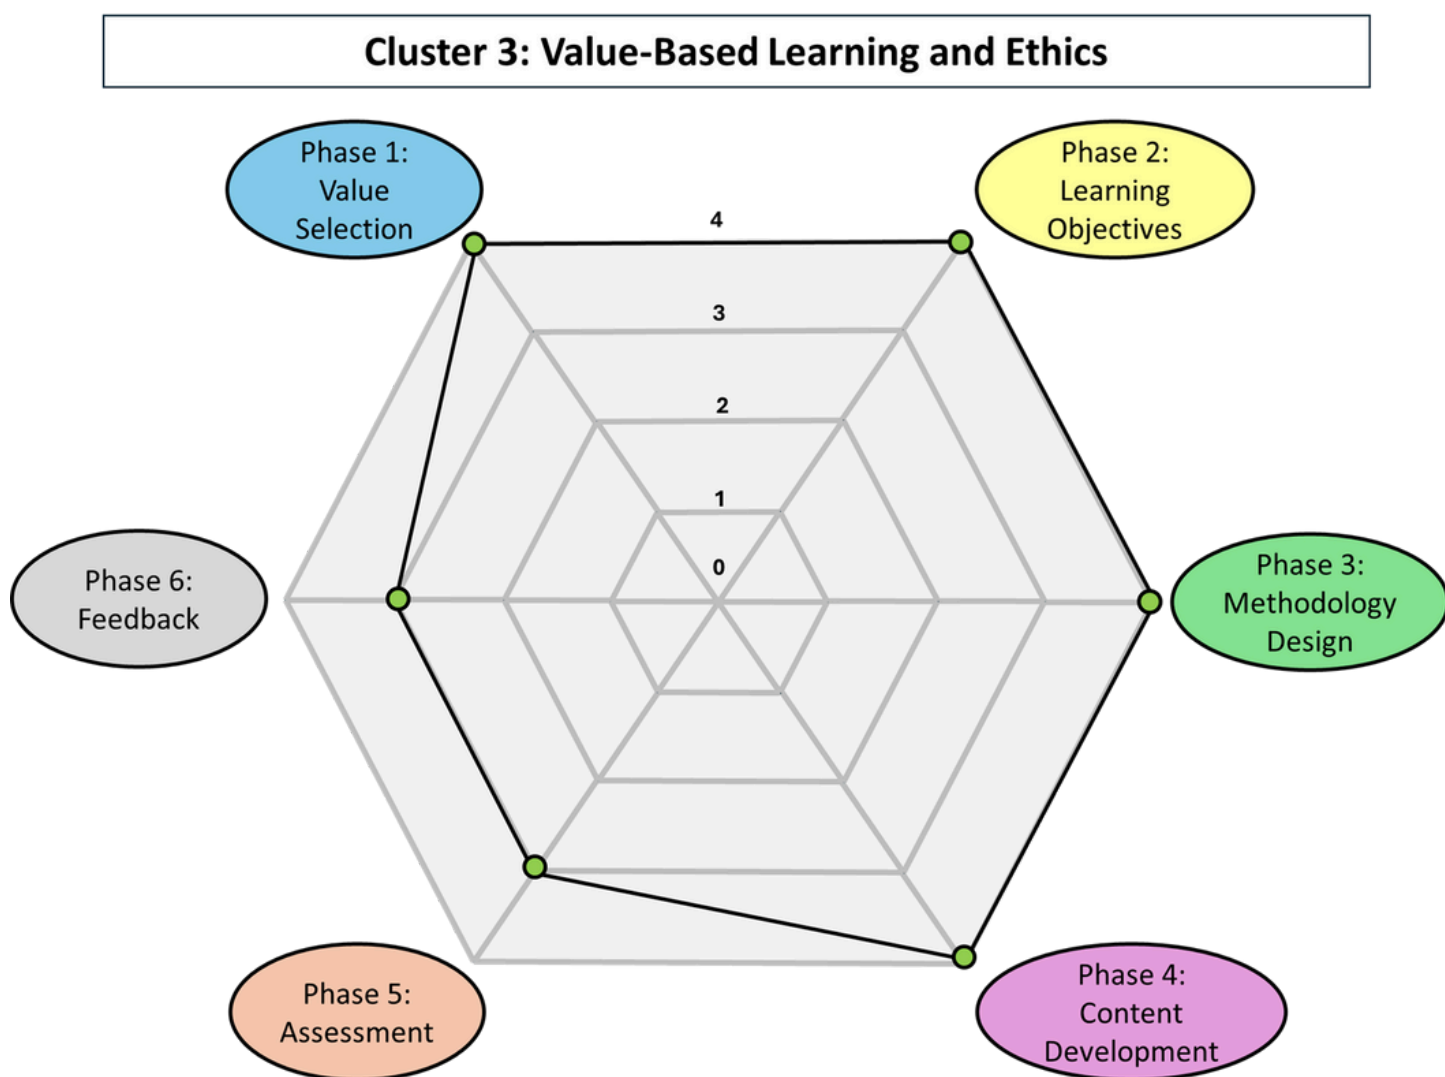 Cluster 3: Value-Based Learning and Ethics
Phase 1:
Value
Selection
Phase 2:
Learning
Objectives
4
3
2
1
0
Phase 6:
Feedback
Phase 3:
Methodology
Design
Phase 5:
Assessment
Phase 4:
Content
Development